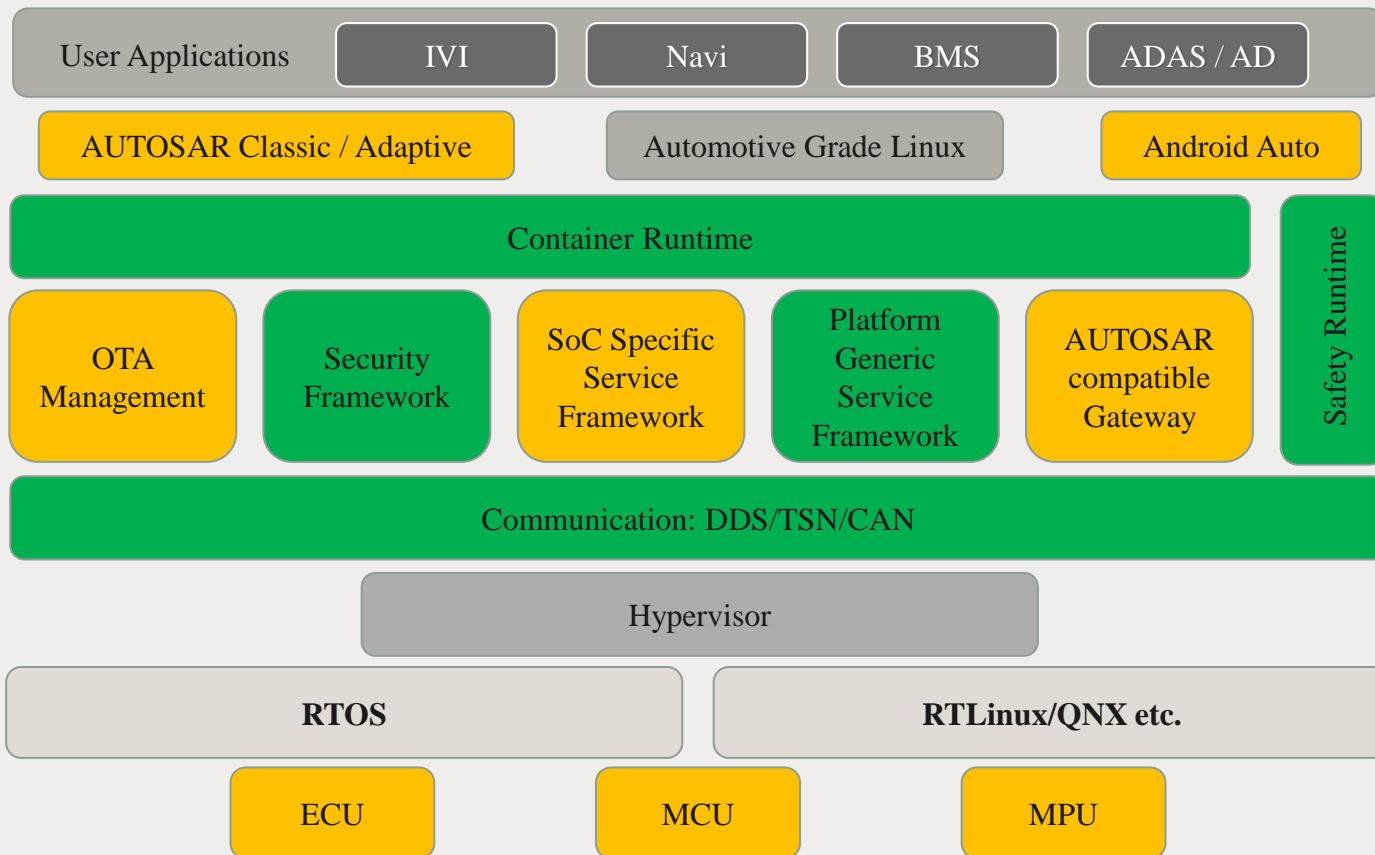 User Applications
IVI
Navi
BMS
ADAS / AD
AUTOSAR Classic / Adaptive
Automotive Grade Linux
Android Auto
Container Runtime
Safety Runtime
OTA
Management
Security
Framework
SoC Specific
Service
Framework
Platform
Generic
Service
Framework
AUTOSAR
compatible
Gateway
Communication: DDS/TSN/CAN
Hypervisor
RTOS
RTLinux/QNX etc.
ECU
MCU
MPU